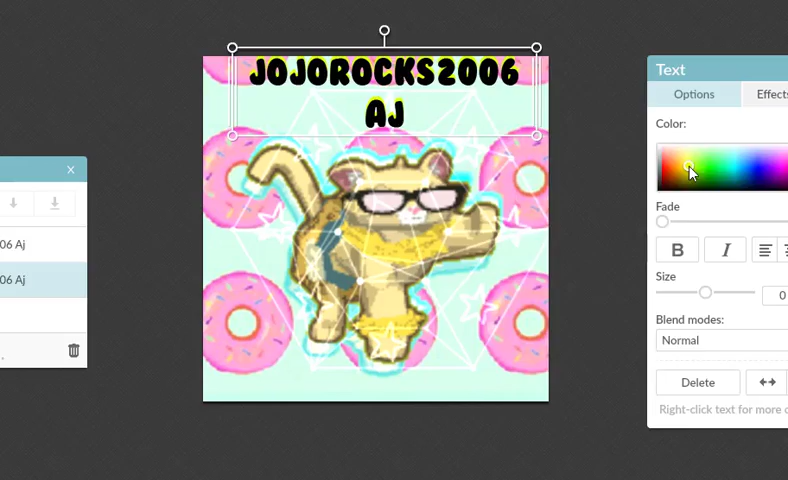 JOJOROCKS2006
AJ
X
06 Aj
06 Aj
Text
Options
Effects
Color:
Fade
B
I
Size
0
Blend modes:
Normal
Delete
Right-click text for more o